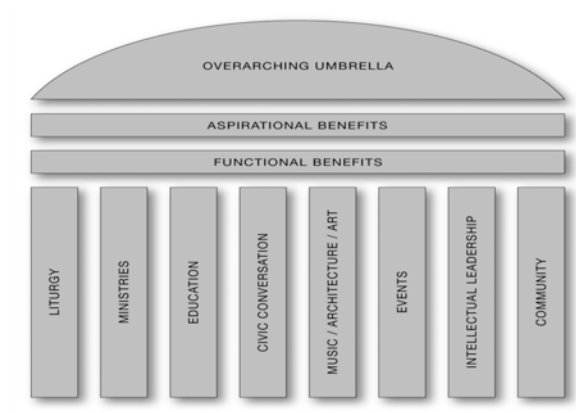 OVERARCHING UMBRELLA
ASPIRATIONAL BENEFITS
FUNCTIONAL BENEFITS
LITURGY
MINISTRIES
EDUCATION
CIVIC CONVERSATION
MUSIC / ARCHITECTURE / ART
EVENTS
INTELLECTUAL LEADERSHIP
COMMUNITY